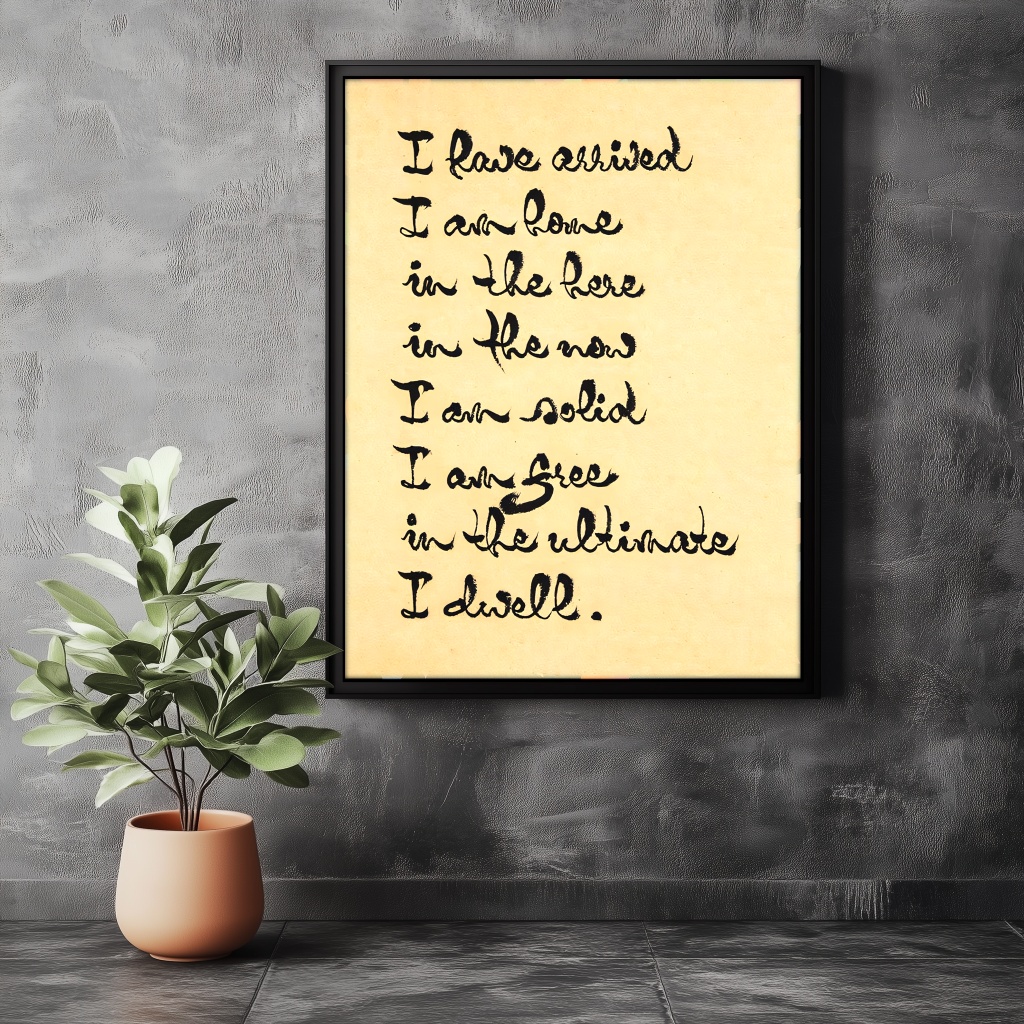 I have arrived
I am home
in the here
in the now
I am solid
I am free
in the ultimate
I dwell.